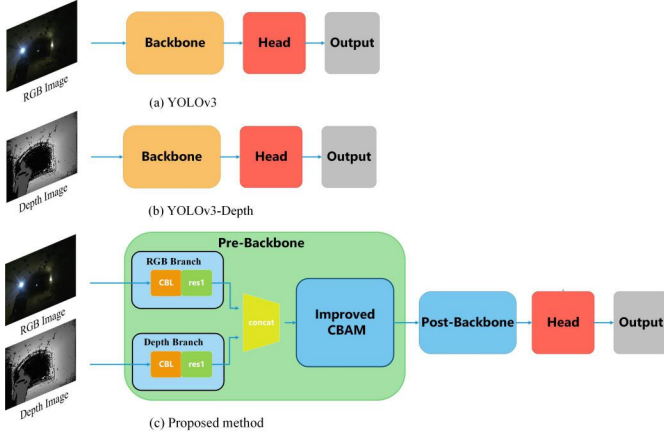 Backbone
Head
Output
RGB Image
(a) YOLOv3
Backbone
Head
Output
Depth Image
(b) YOLOv3-Depth
Pre-Backbone
RGB Branch
CBL
res1
RGB Image
concat
Improved
CBAM
Post-Backbone
Head
Output
Depth Branch
CBL
res1
Depth Image
(c) Proposed method